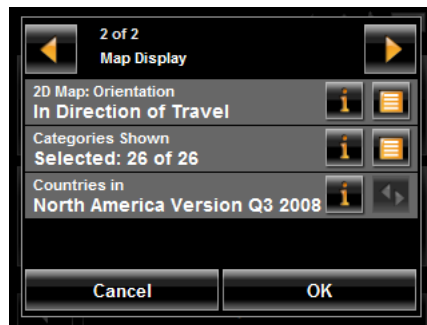 2 of 2
Map Display
2D Map: Orientation
In Direction of Travel
Categories Shown
Selected: 26 of 26
Countries in
North America Version Q3 2008
Cancel
OK